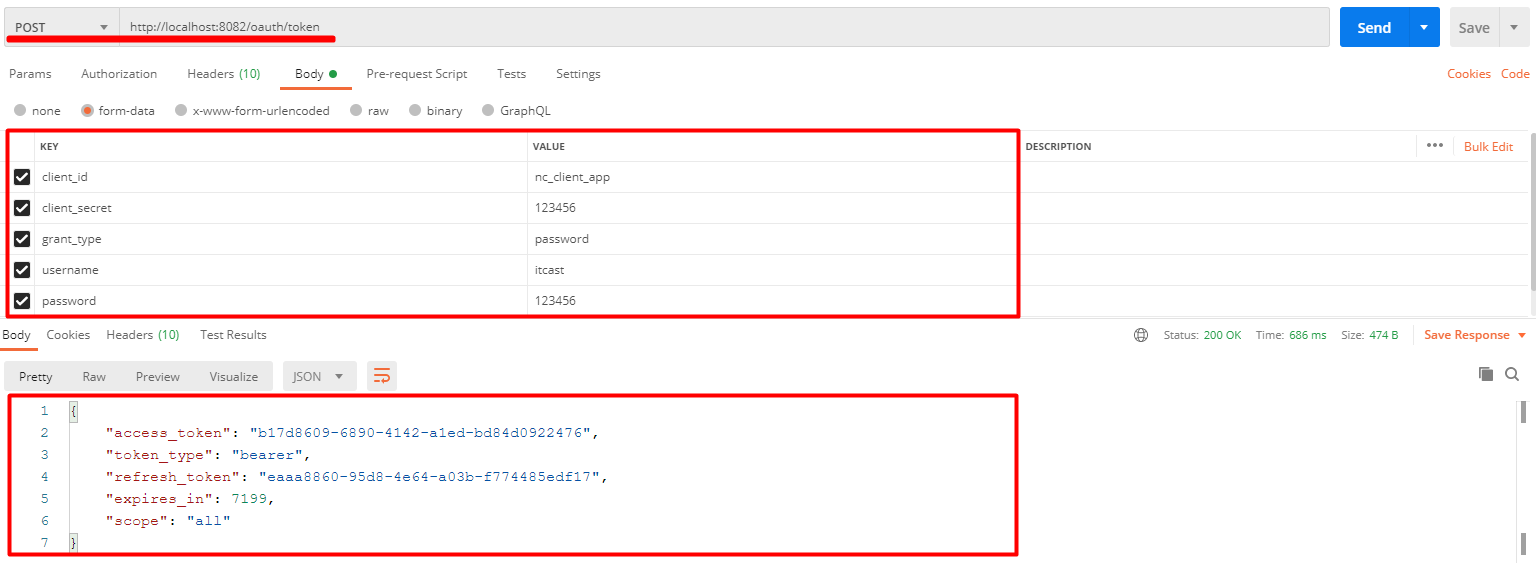 POST http://localhost:8082/oauth/token Send Save
Params Authorization Headers (10) Body Pre-request Script Tests Settings Cookies Code
none form-data x-www-form-urlencoded raw binary GraphQL
KEY VALUE DESCRIPTION ••• Bulk Edit
client_id nc_client_app
client_secret 123456
grant_type password
username itcast
password 123456
Body Cookies Headers (10) Test Results Status: 200 OK Time: 686 ms Size: 474 B Save Response
Pretty Raw Preview Visualize JSON
1 {
2 "access_token": "b17d8609-6890-4142-a1ed-bd84d0922476",
3 "token_type": "bearer",
4 "refresh_token": "eaaa8860-95d8-4e64-a03b-f774485edf17",
5 "expires_in": 7199,
6 "scope": "all"
7 }